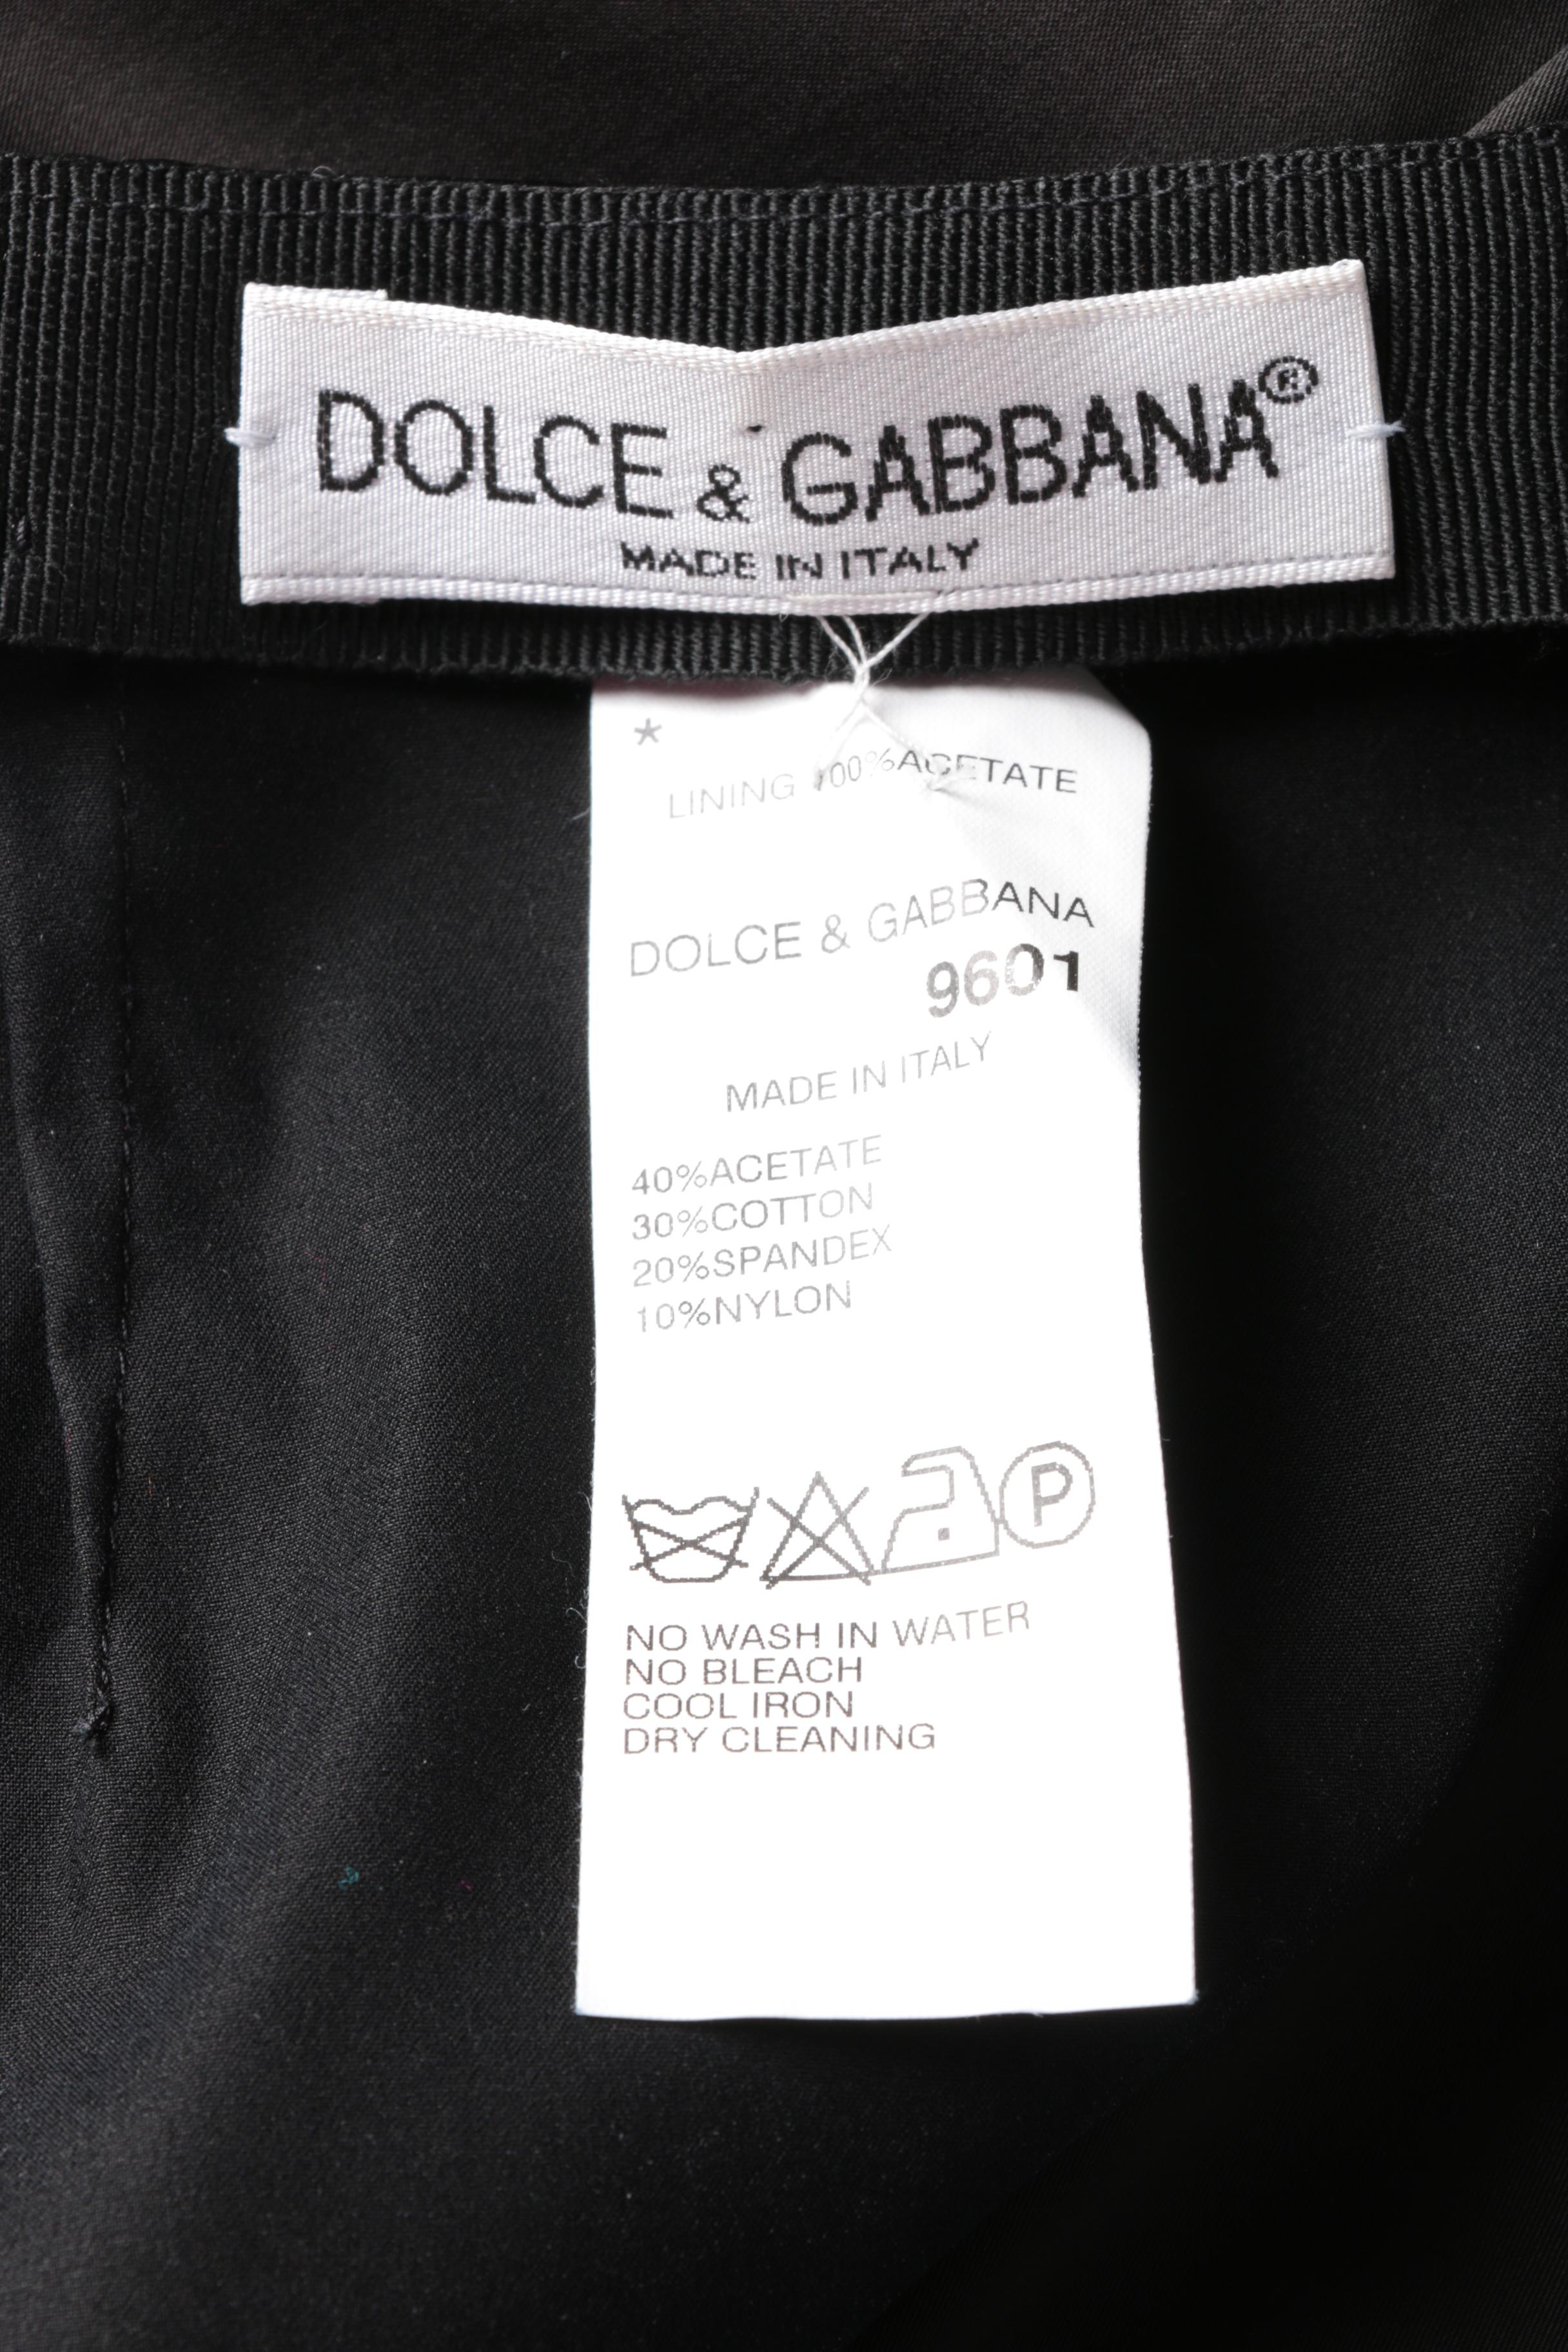 DOLCE & GABBANA®
MADE IN ITALY
*
LINING 100%ACETATE
DOLCE & GABBANA
9601
MADE IN ITALY
40%ACETATE
30%COTTON
20%SPANDEX
10%NYLON
P
NO WASH IN WATER
NO BLEACH
COOL IRON
DRY CLEANING